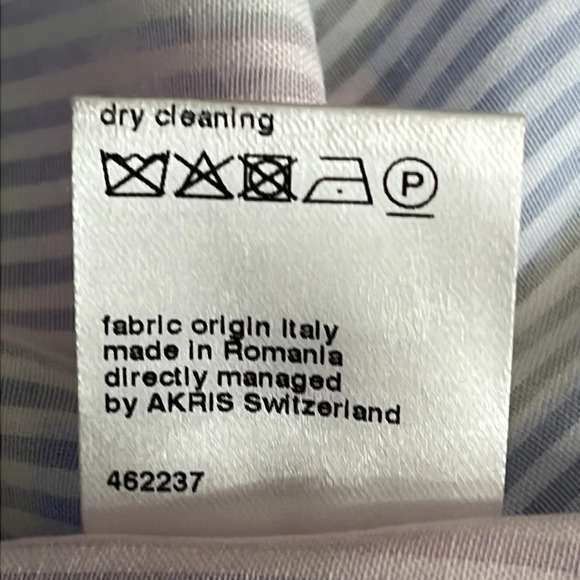 dry cleaning
P
fabric origin Italy
made in Romania
directly managed
by AKRIS Switzerland
462237